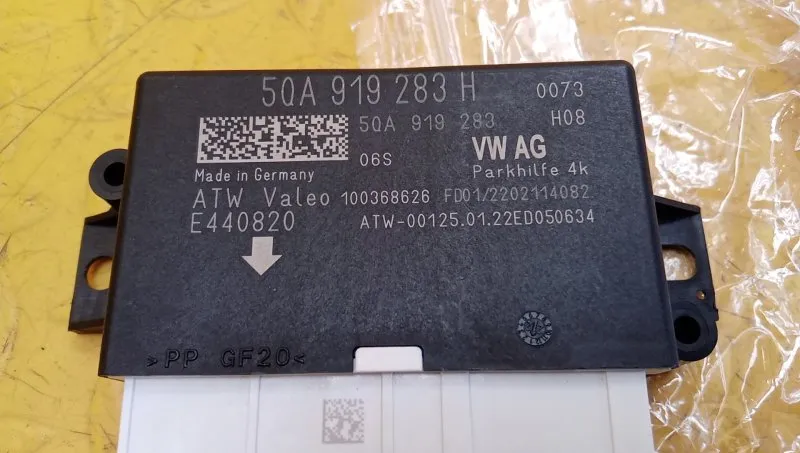 5QA 919 283 H 0073
5QA 919 283 H08
06S VW AG
Made in Germany Parkhilfe 4k
ATW Valeo 100368626 FD01/2202114082
E440820 ATW-00125.01.22ED050634
>PP GF20<